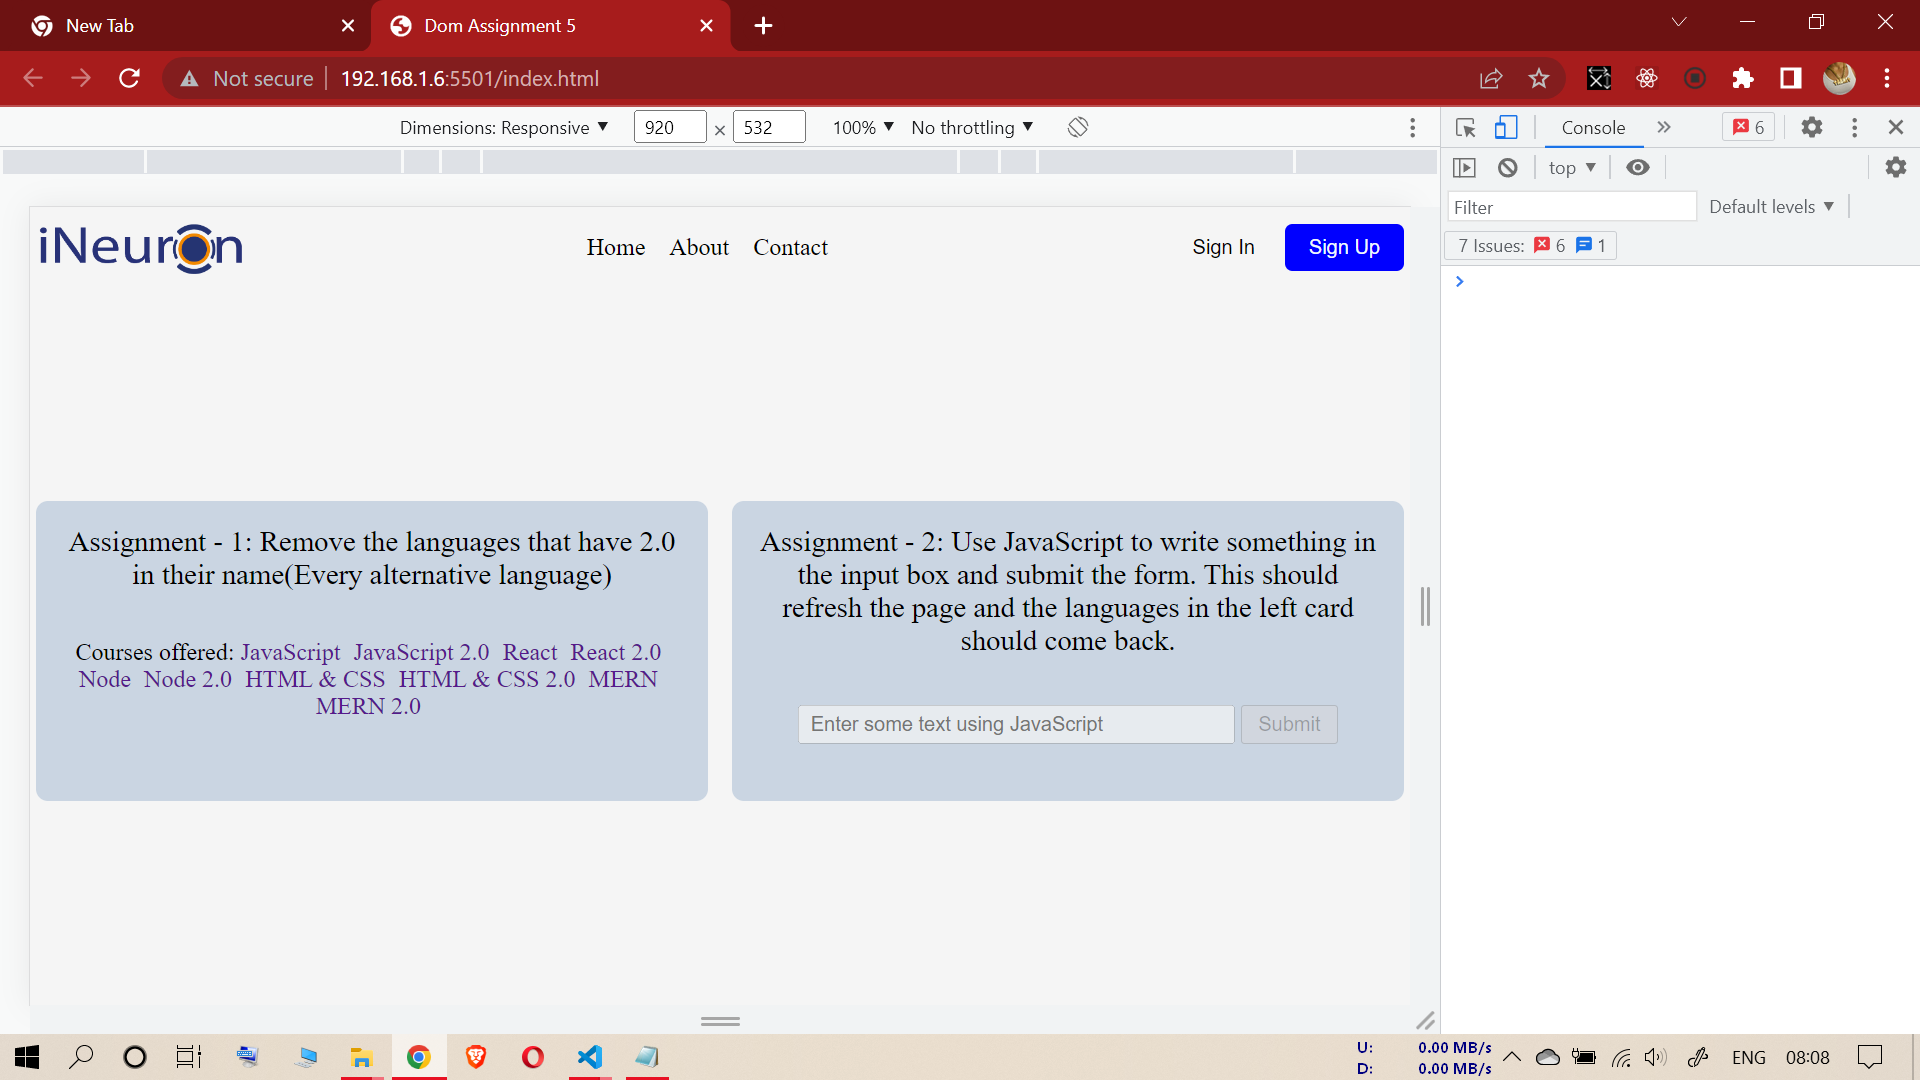 New Tab
Dom Assignment 5
Not secure
192.168.1.6:5501/index.html
Dimensions: Responsive ▼ 920 × 532 100% ▼ No throttling ▼
Console » 6
top ▼
Filter
Default levels ▼
7 Issues: 6 1
iNeuron
Home About Contact
Sign In Sign Up
Assignment - 1: Remove the languages that have 2.0
in their name(Every alternative language)
Courses offered: JavaScript JavaScript 2.0 React React 2.0
Node Node 2.0 HTML & CSS HTML & CSS 2.0 MERN
MERN 2.0
Assignment - 2: Use JavaScript to write something in
the input box and submit the form. This should
refresh the page and the languages in the left card
should come back.
Enter some text using JavaScript Submit
U: 0.00 MB/s
D: 0.00 MB/s
ENG 08:08